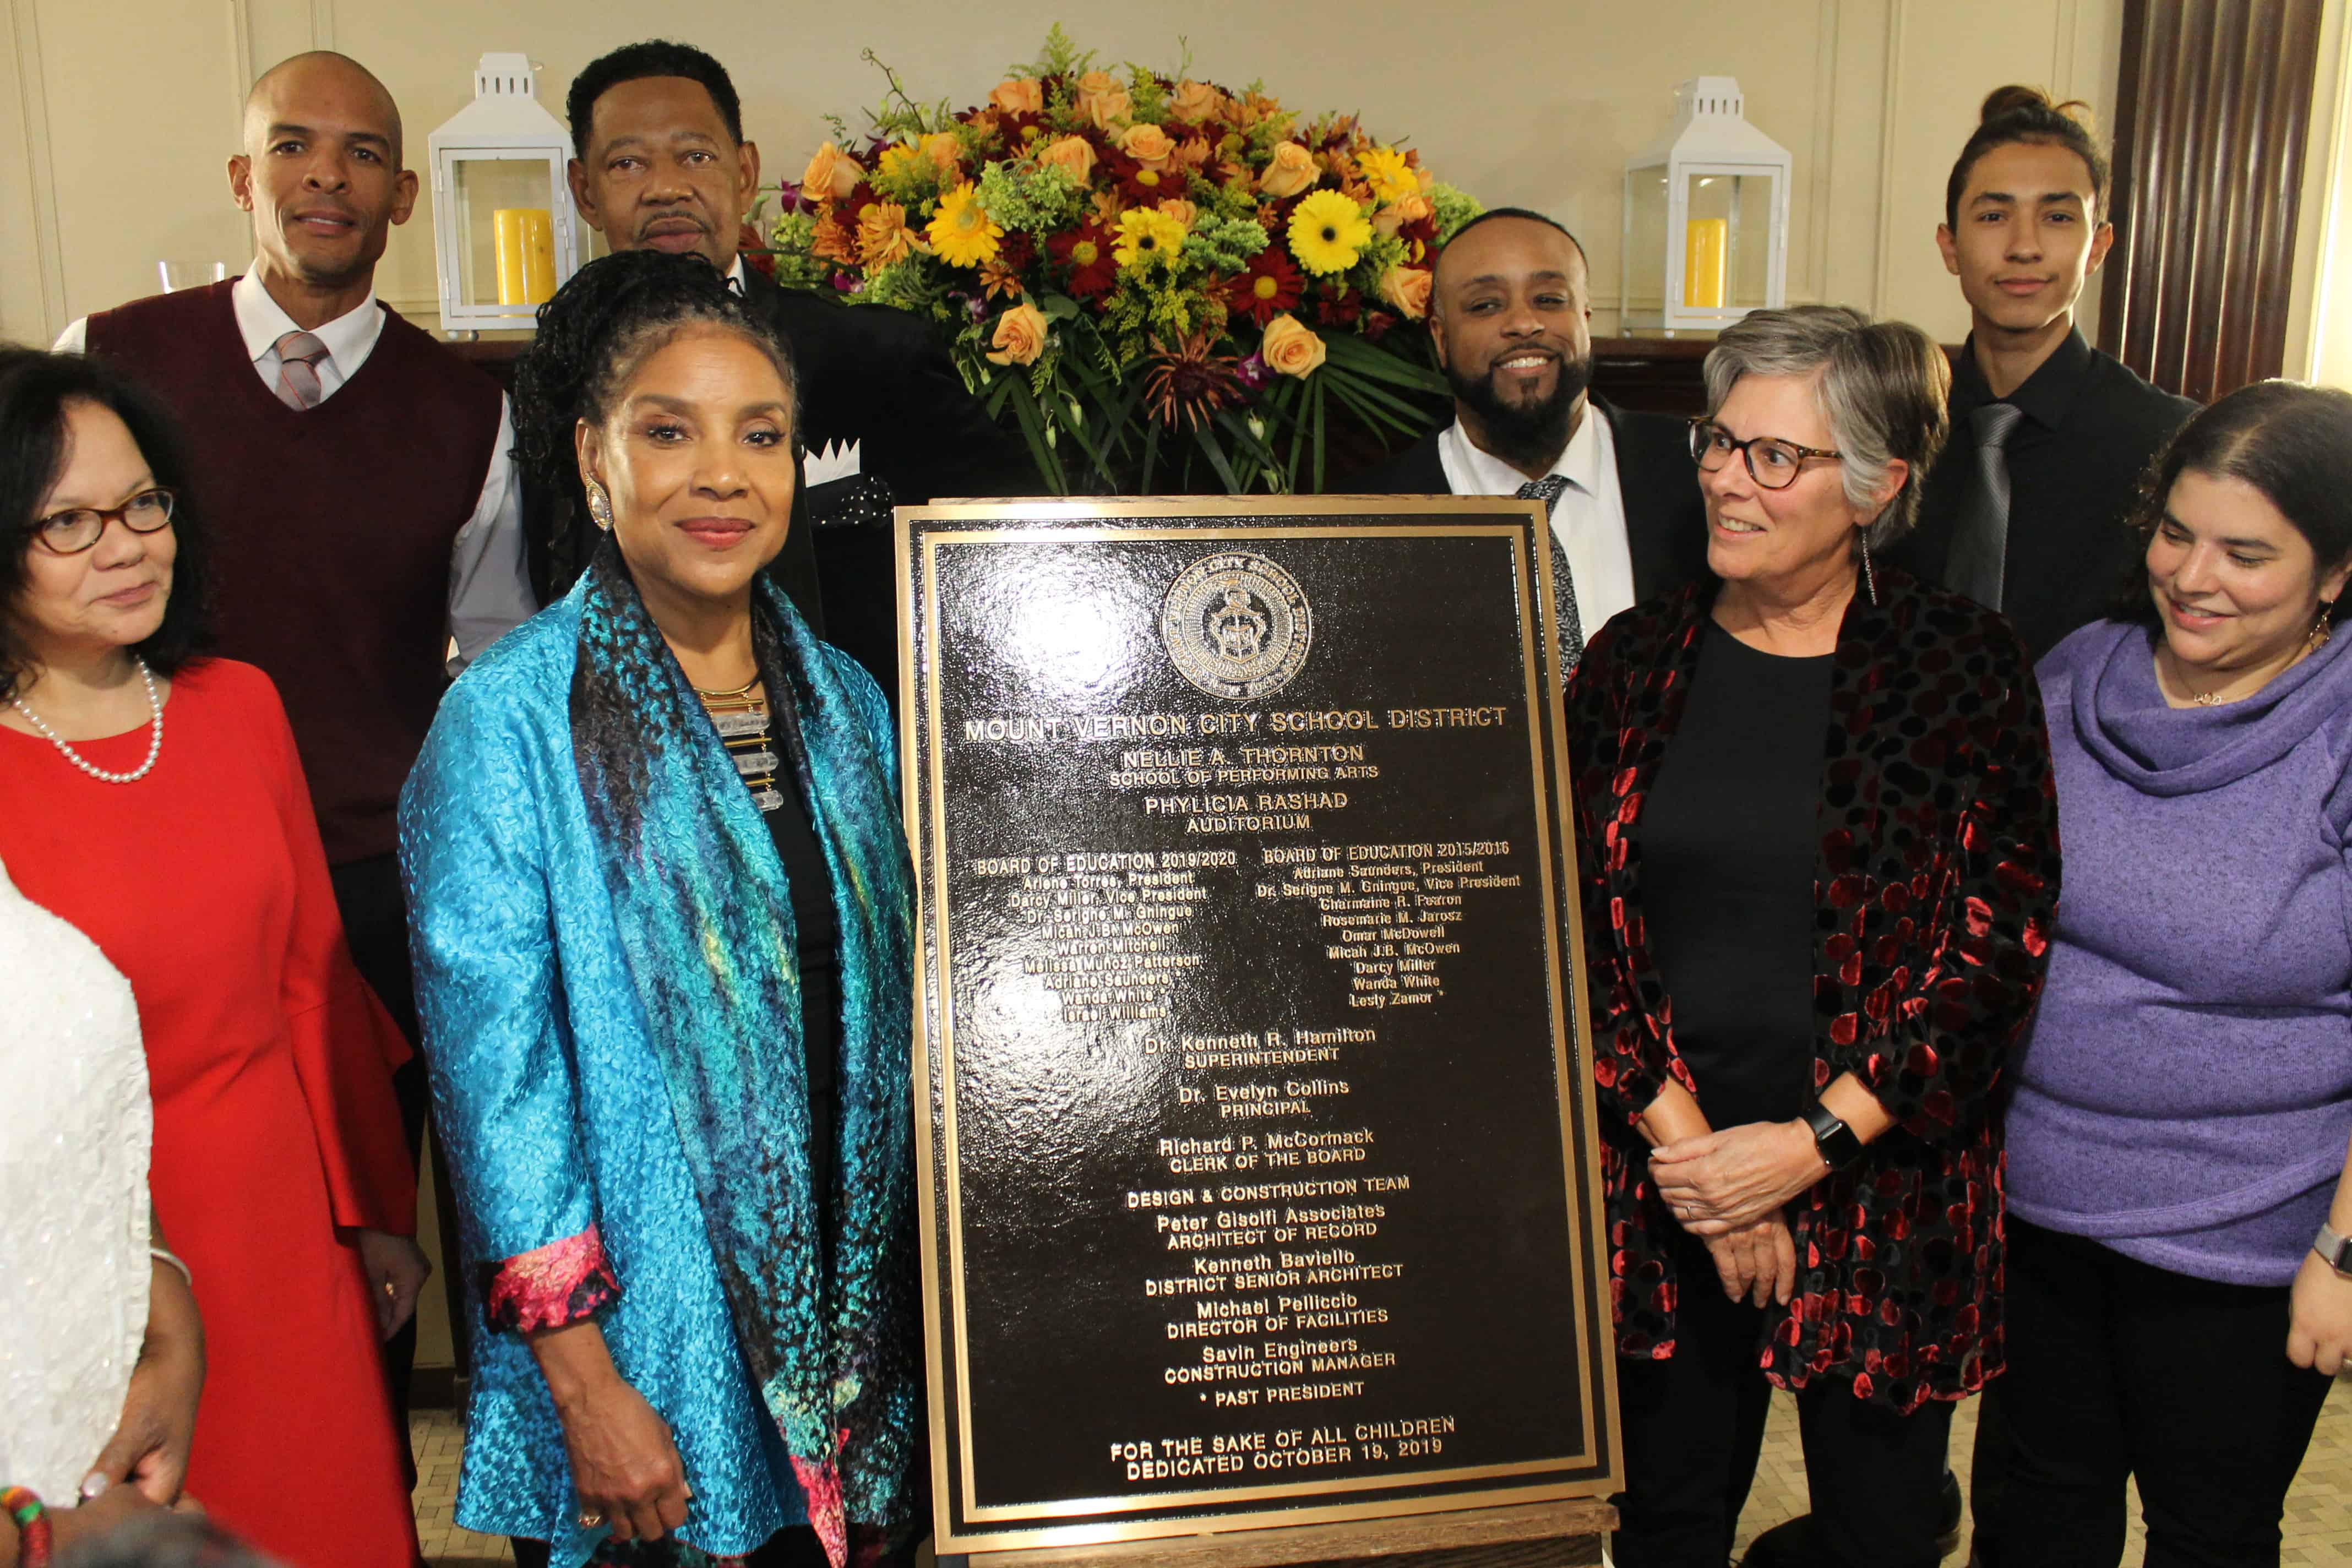 MOUNT VERNON CITY SCHOOL DISTRICT
NELLIE A. THORNTON
SCHOOL OF PERFORMING ARTS
PHYLICIA RASHAD
AUDITORIUM
BOARD OF EDUCATION 2019/2020
Arlene Torres, President
Darcy Miller, Vice President
Dr. Serigne M. Gningue
Micah J.B. McOwen
Warren Mitchell
Melissa Muñoz Patterson
Adriane Saunders
Wanda White
Israel Williams
BOARD OF EDUCATION 2015/2016
Adriane Saunders, President
Dr. Serigne M. Gningue, Vice President
Charmaine R. Fearon
Rosemarie M. Jarosz
Omar McDowell
Micah J.B. McOwen
Darcy Miller
Wanda White
Lesly Zamor *
Dr. Kenneth R. Hamilton
SUPERINTENDENT
Dr. Evelyn Collins
PRINCIPAL
Richard P. McCormack
CLERK OF THE BOARD
DESIGN & CONSTRUCTION TEAM
Peter Gisolfi Associates
ARCHITECT OF RECORD
Kenneth Baviello
DISTRICT SENIOR ARCHITECT
Michael Pelliccio
DIRECTOR OF FACILITIES
Savin Engineers
CONSTRUCTION MANAGER
* PAST PRESIDENT
FOR THE SAKE OF ALL CHILDREN
DEDICATED OCTOBER 19, 2019